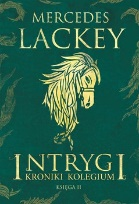 MERCEDES
LACKEY
INTRYGI
KRONIKI KOLEGIUM
KSIĘGA II